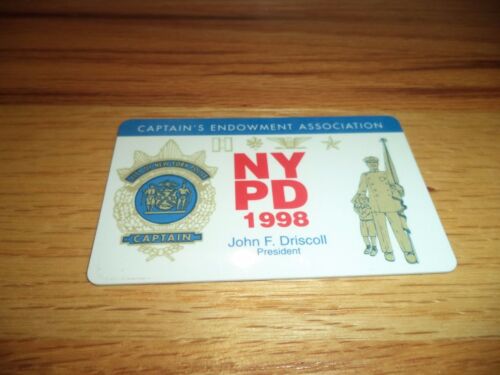 CAPTAIN'S ENDOWMENT ASSOCIATION
NY
PD
1998
John F. Driscoll
President
CAPTAIN